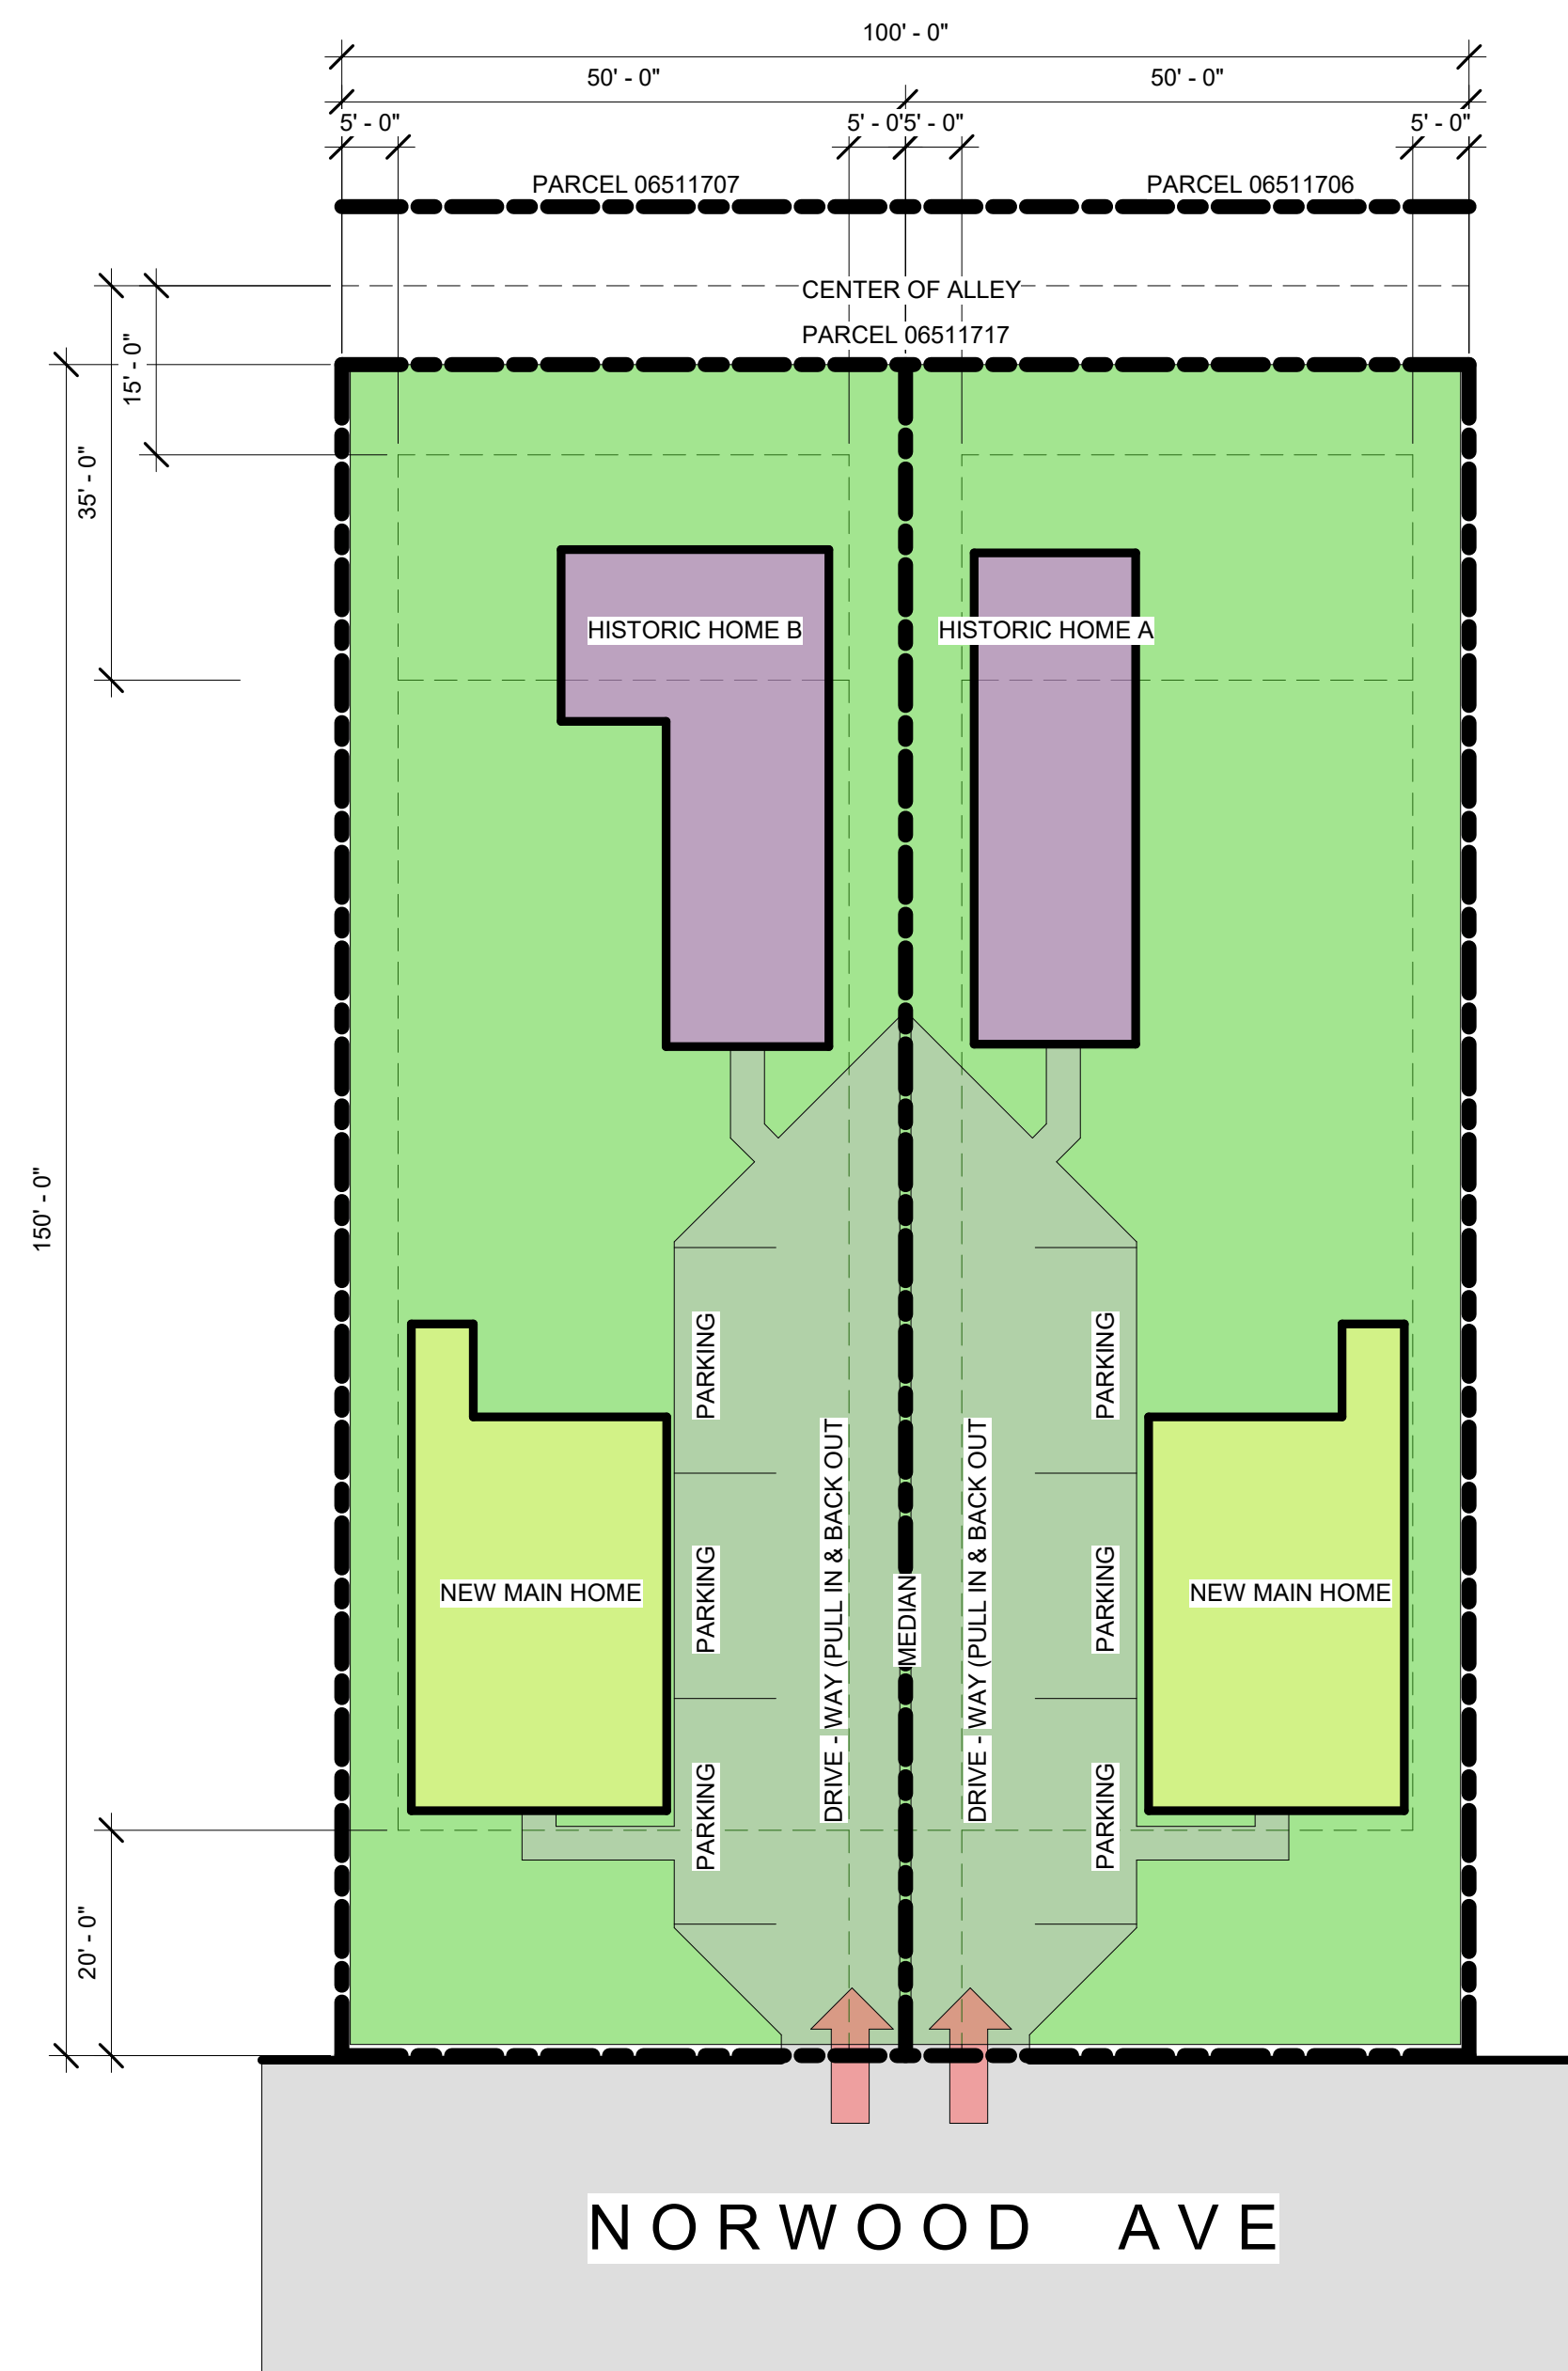 100' - 0"
50' - 0"
50' - 0"
5' - 0"
5' - 0"
5' - 0"
5' - 0"
PARCEL 06511707
PARCEL 06511706
CENTER OF ALLEY
PARCEL 06511717
15' - 0"
35' - 0"
HISTORIC HOME B
HISTORIC HOME A
150' - 0"
PARKING
PARKING
DRIVE - WAY (PULL IN & BACK OUT
DRIVE - WAY (PULL IN & BACK OUT
PARKING
MEDIAN
PARKING
NEW MAIN HOME
NEW MAIN HOME
PARKING
PARKING
20' - 0"
NORWOOD AVE